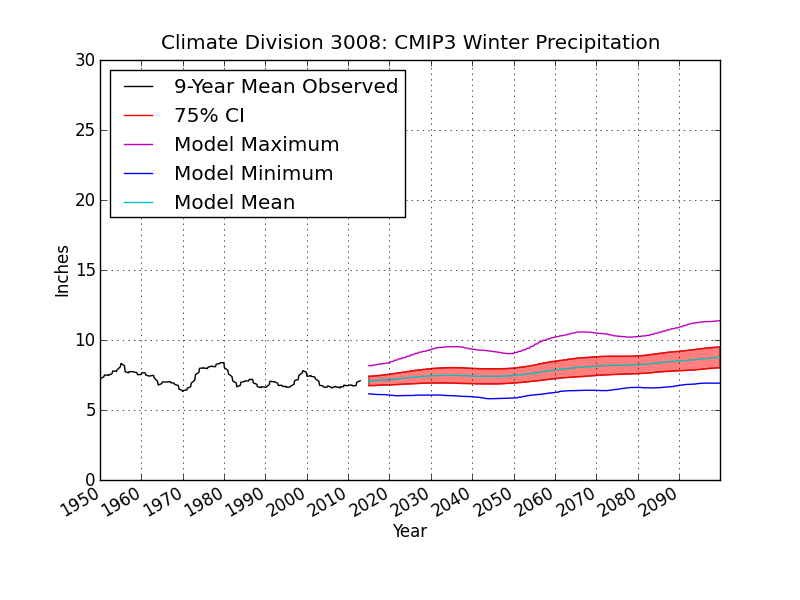 Climate Division 3008: CMIP3 Winter Precipitation
30
25
20
15
10
5
0
Inches
9-Year Mean Observed
75% CI
Model Maximum
Model Minimum
Model Mean
1950 1960 1970 1980 1990 2000 2010 2020 2030 2040 2050 2060 2070 2080 2090
Year